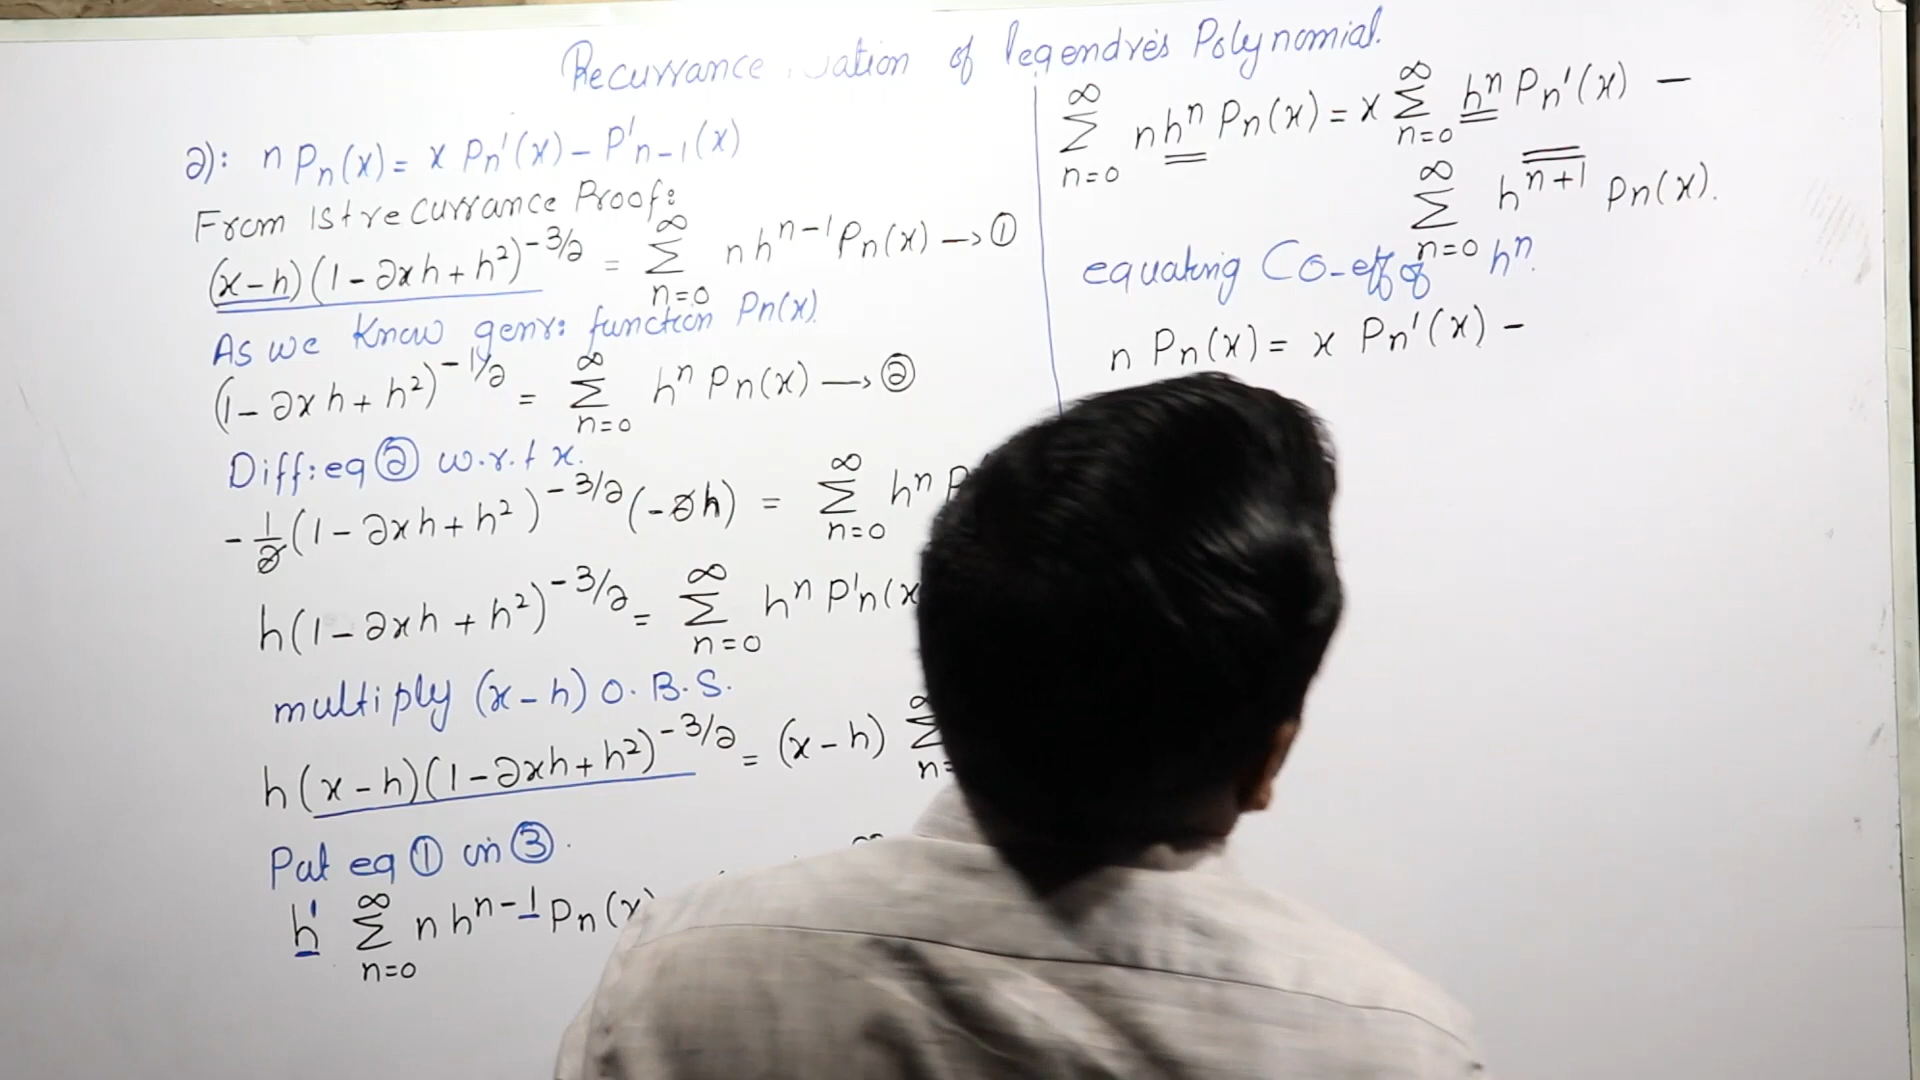 Recurrance ation of legendre's Polynomial.
2): n Pn(x) = x Pn'(x) - P'n-1(x)
From 1st recurrance Proof:
(x-h)(1-2xh+h²)^-3/2 = ∞ Σ n=0 n h^n-1 Pn(x) → ①
As we know genr: function Pn(x).
(1-2xh+h²)^-1/2 = ∞ Σ n=0 h^n Pn(x) → ②
Diff: eq ② w.r.t x.
-1/2 (1-2xh+h²)^-3/2 (-2h) = ∞ Σ n=0 h^n P
h(1-2xh+h²)^-3/2 = ∞ Σ n=0 h^n P'n(x
multiply (x-h) O.B.S.
h(x-h)(1-2xh+h²)^-3/2 = (x-h) Σ n=
Put eq ① in ③.
h' ∞ Σ n=0 n h^n-1 Pn(x)
∞ Σ n=0 n h^n Pn(x) = x ∞ Σ n=0 h^n Pn'(x) -
∞ Σ n=0 h^n+1 Pn(x).
equating Co-eff of h^n.
n Pn(x) = x Pn'(x) -